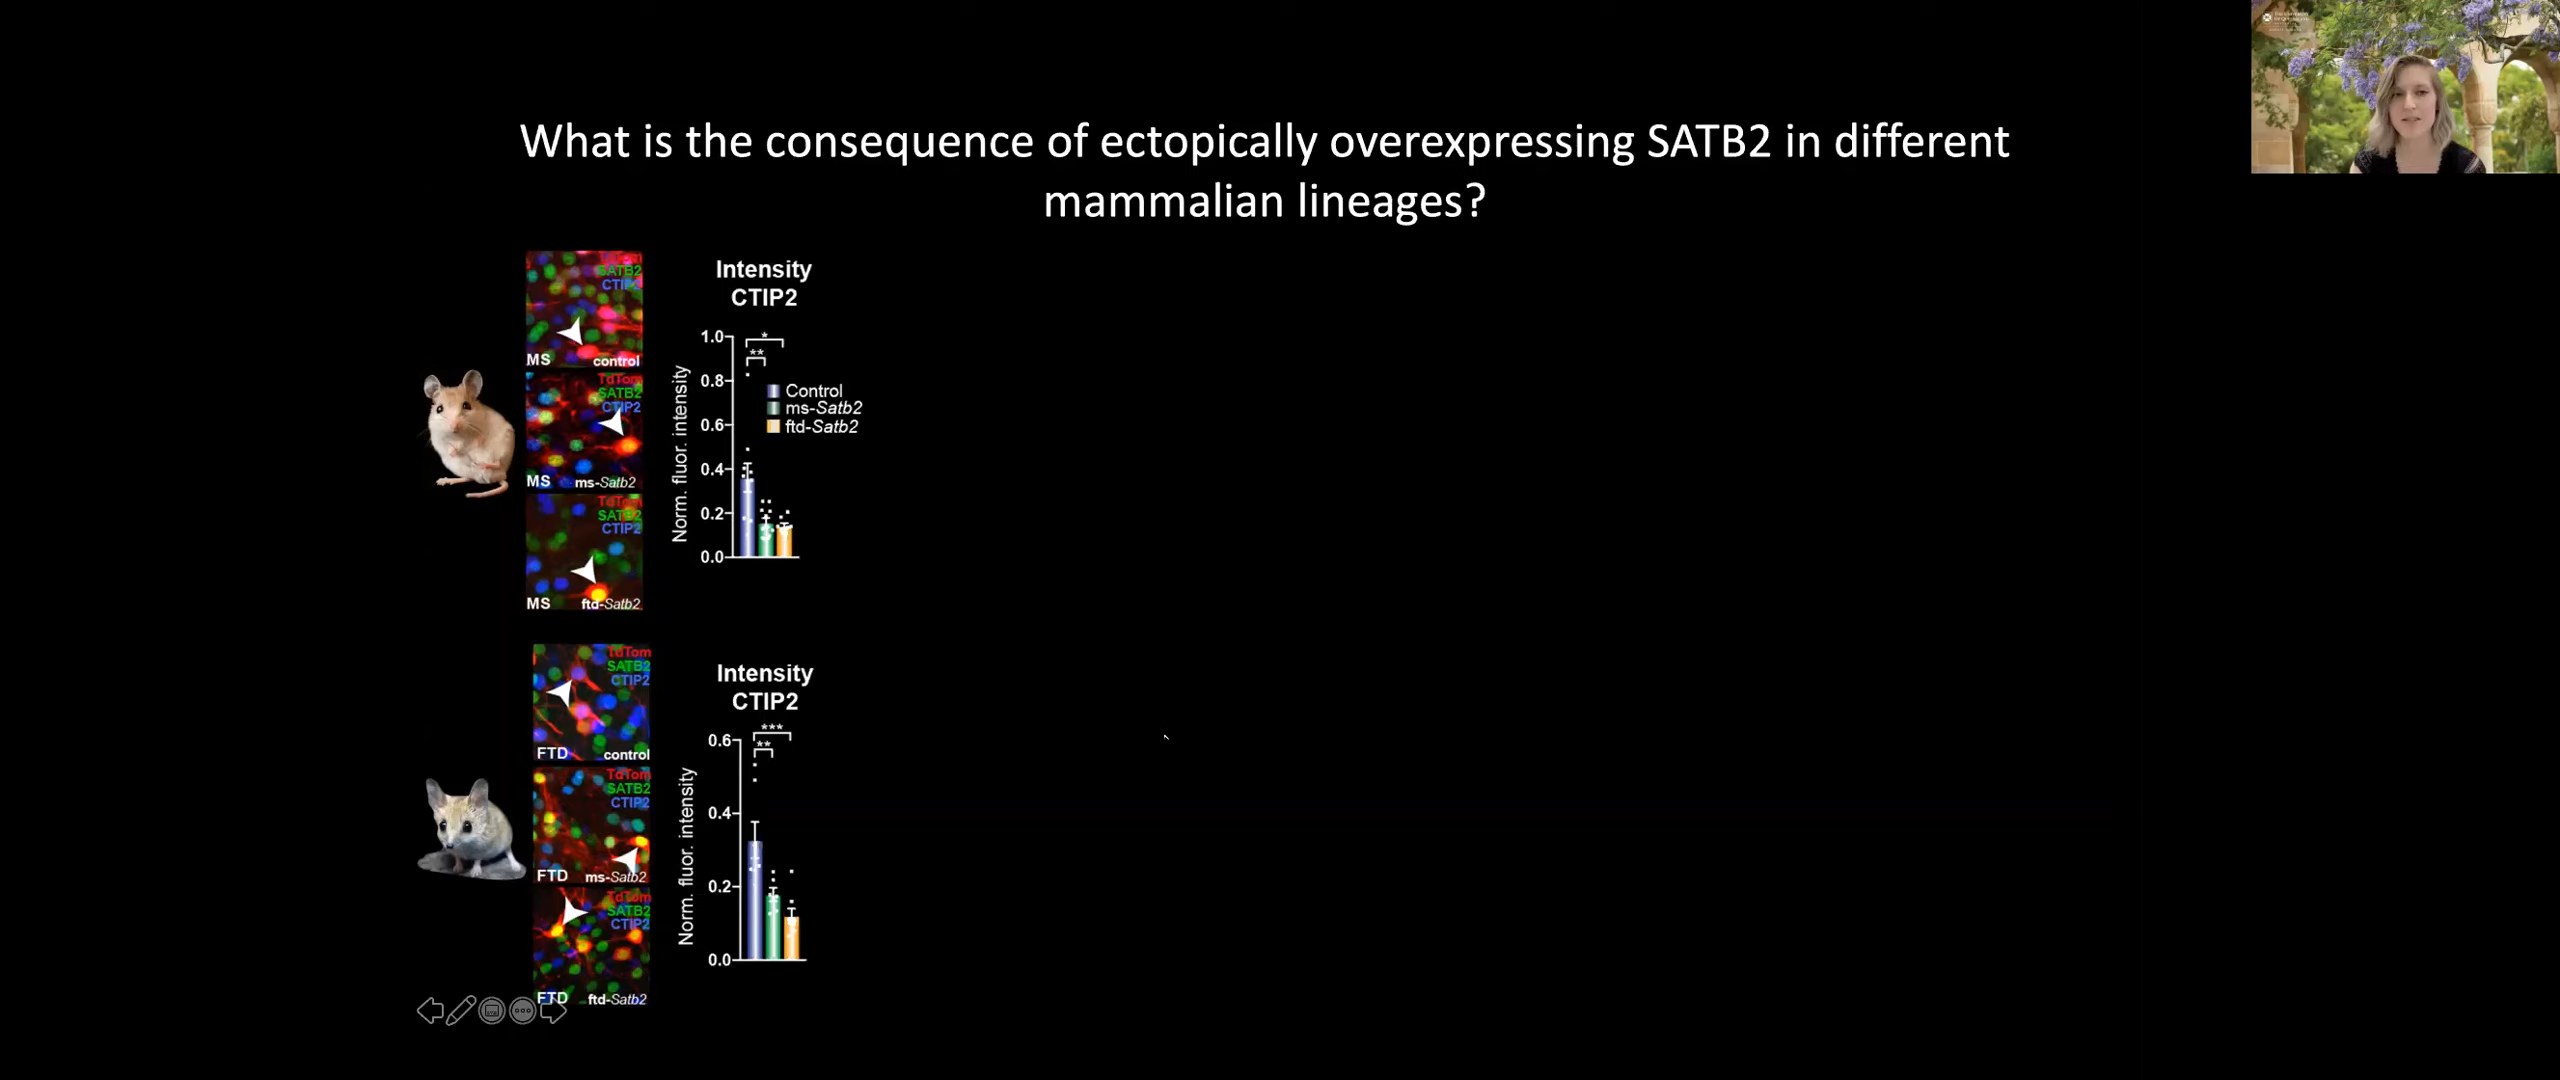 What is the consequence of ectopically overexpressing SATB2 in different
mammalian lineages?
TdTom
SATB2
CTIP2
MS control
TdTom
SATB2
CTIP2
MS ms-Satb2
TdTom
SATB2
CTIP2
MS ftd-Satb2
Intensity
CTIP2
Norm. fluor. intensity
1.0
0.8
0.6
0.4
0.2
0.0
*
**
Control
ms-Satb2
ftd-Satb2
TdTom
SATB2
CTIP2
FTD control
TdTom
SATB2
CTIP2
FTD ms-Satb2
TdTom
SATB2
CTIP2
FTD ftd-Satb2
Intensity
CTIP2
Norm. fluor. intensity
0.6
0.4
0.2
0.0
***
**